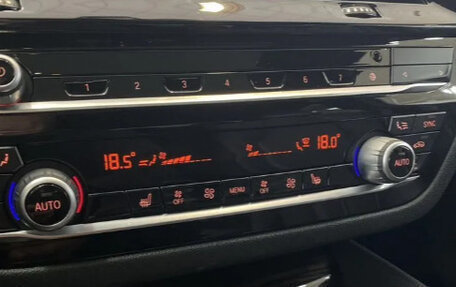 1 2 3 4 5 6 7
SYNC
18.5° 18.0°
AUTO OFF MENU OFF AUTO